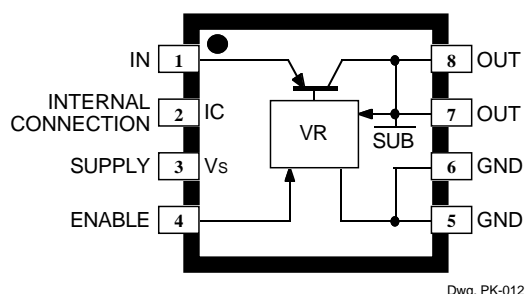 IN 1 8 OUT
INTERNAL
CONNECTION 2 IC 7 OUT
VR SUB
SUPPLY 3 Vs 6 GND
ENABLE 4 5 GND
Dwg. PK-012